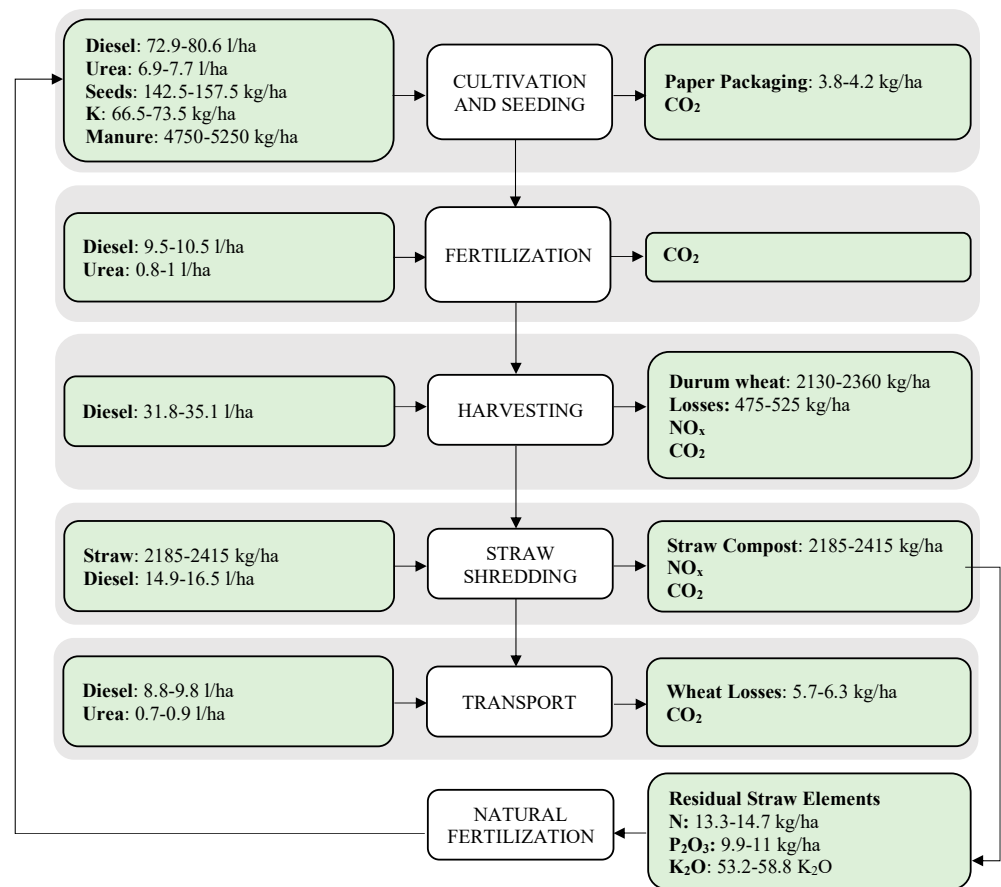 Diesel: 72.9-80.6 l/ha
Urea: 6.9-7.7 l/ha
Seeds: 142.5-157.5 kg/ha
K: 66.5-73.5 kg/ha
Manure: 4750-5250 kg/ha
CULTIVATION
AND SEEDING
Paper Packaging: 3.8-4.2 kg/ha
CO₂
Diesel: 9.5-10.5 l/ha
Urea: 0.8-1 l/ha
FERTILIZATION
CO₂
Diesel: 31.8-35.1 l/ha
HARVESTING
Durum wheat: 2130-2360 kg/ha
Losses: 475-525 kg/ha
NOₓ
CO₂
Straw: 2185-2415 kg/ha
Diesel: 14.9-16.5 l/ha
STRAW
SHREDDING
Straw Compost: 2185-2415 kg/ha
NOₓ
CO₂
Diesel: 8.8-9.8 l/ha
Urea: 0.7-0.9 l/ha
TRANSPORT
Wheat Losses: 5.7-6.3 kg/ha
CO₂
NATURAL
FERTILIZATION
Residual Straw Elements
N: 13.3-14.7 kg/ha
P₂O₃: 9.9-11 kg/ha
K₂O: 53.2-58.8 K₂O